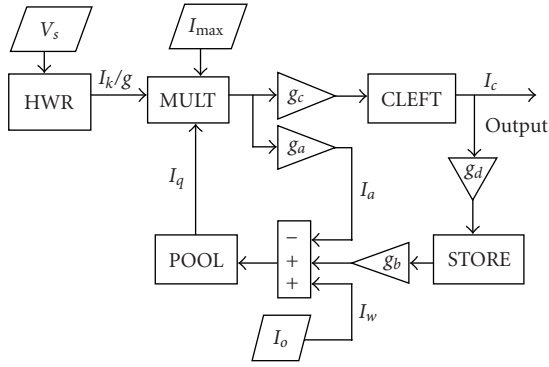 V_s
I_max
HWR
I_k/g
MULT
g_c
CLEFT
I_c
Output
g_a
g_d
I_q
I_a
POOL
−
+
+
g_b
STORE
I_w
I_o